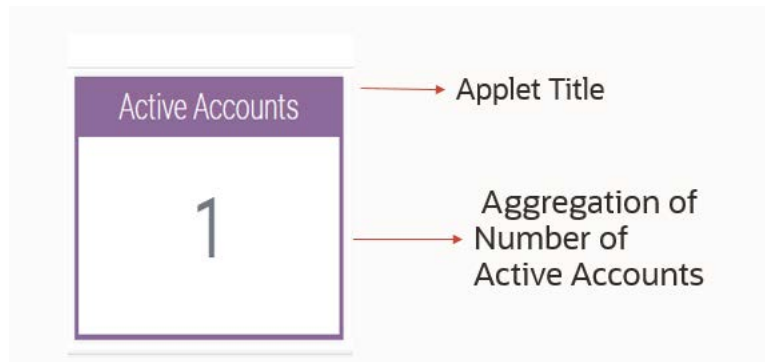 Active Accounts
Applet Title
1
Aggregation of
Number of
Active Accounts